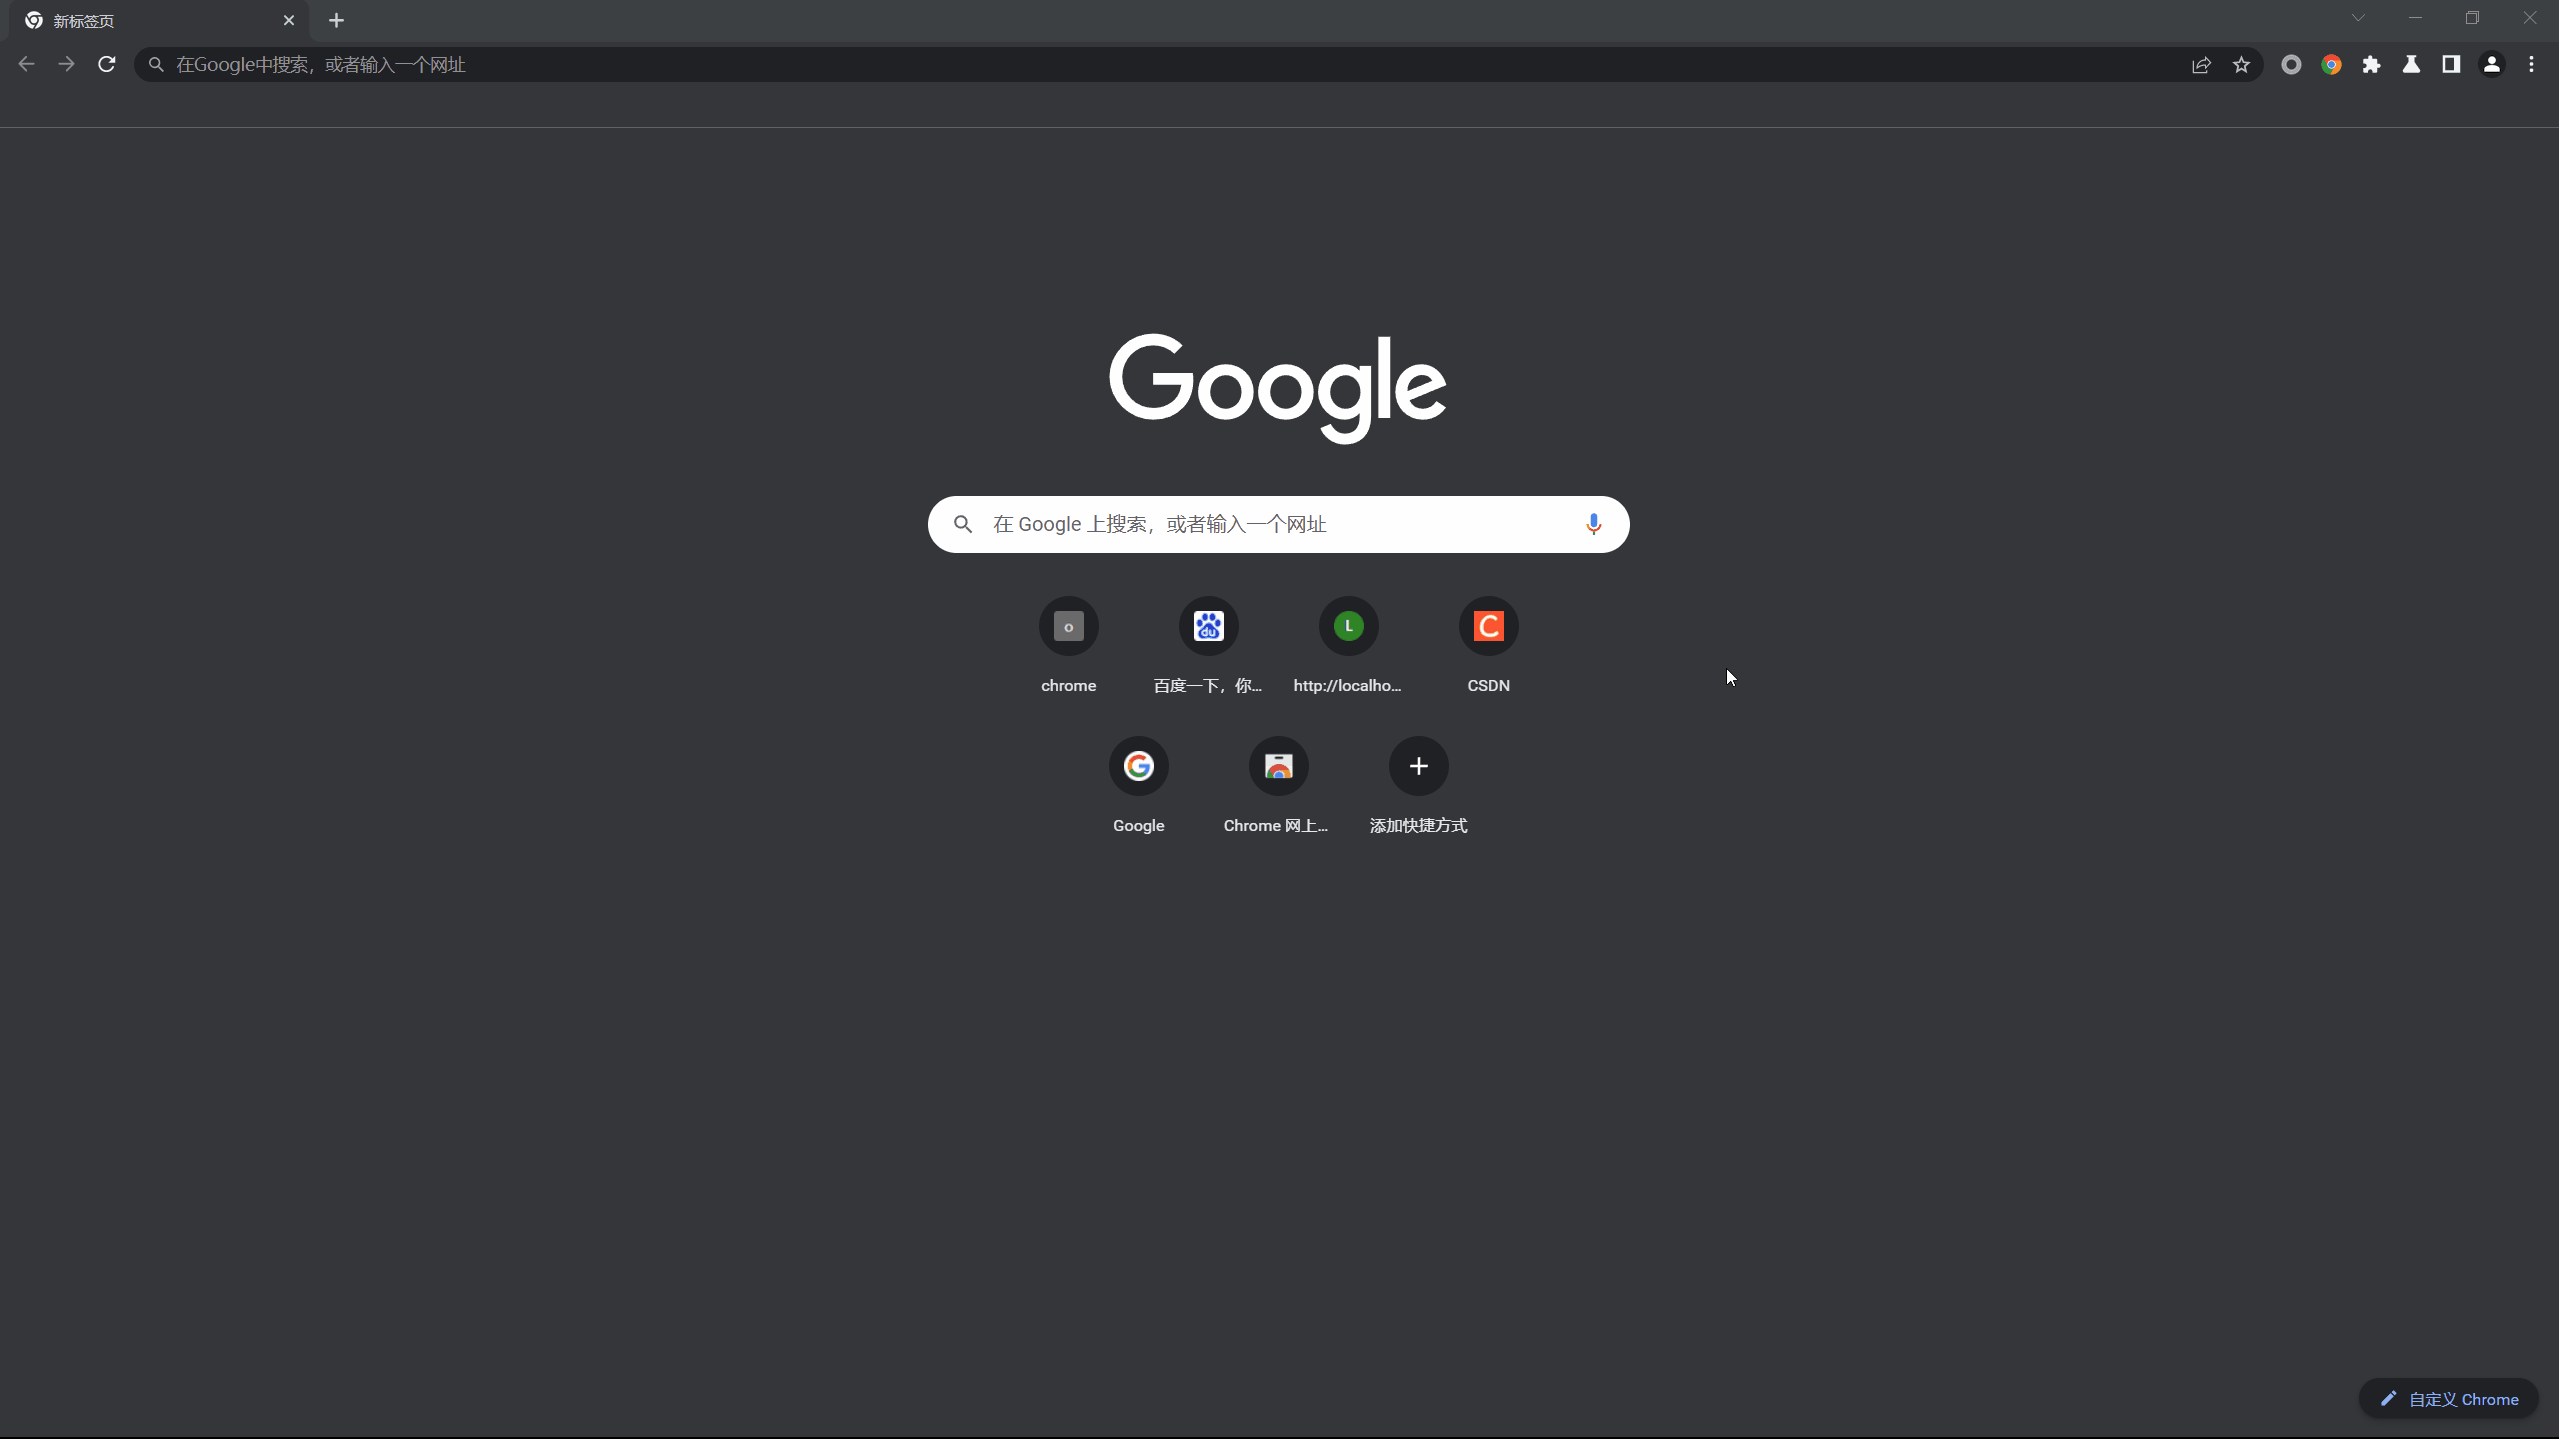 新标签页
在Google中搜索，或者输入一个网址
Google
在 Google 上搜索，或者输入一个网址
o
du
L
C
chrome
百度一下，你...
http://localho...
CSDN
G
Google
Chrome 网上...
添加快捷方式
自定义 Chrome